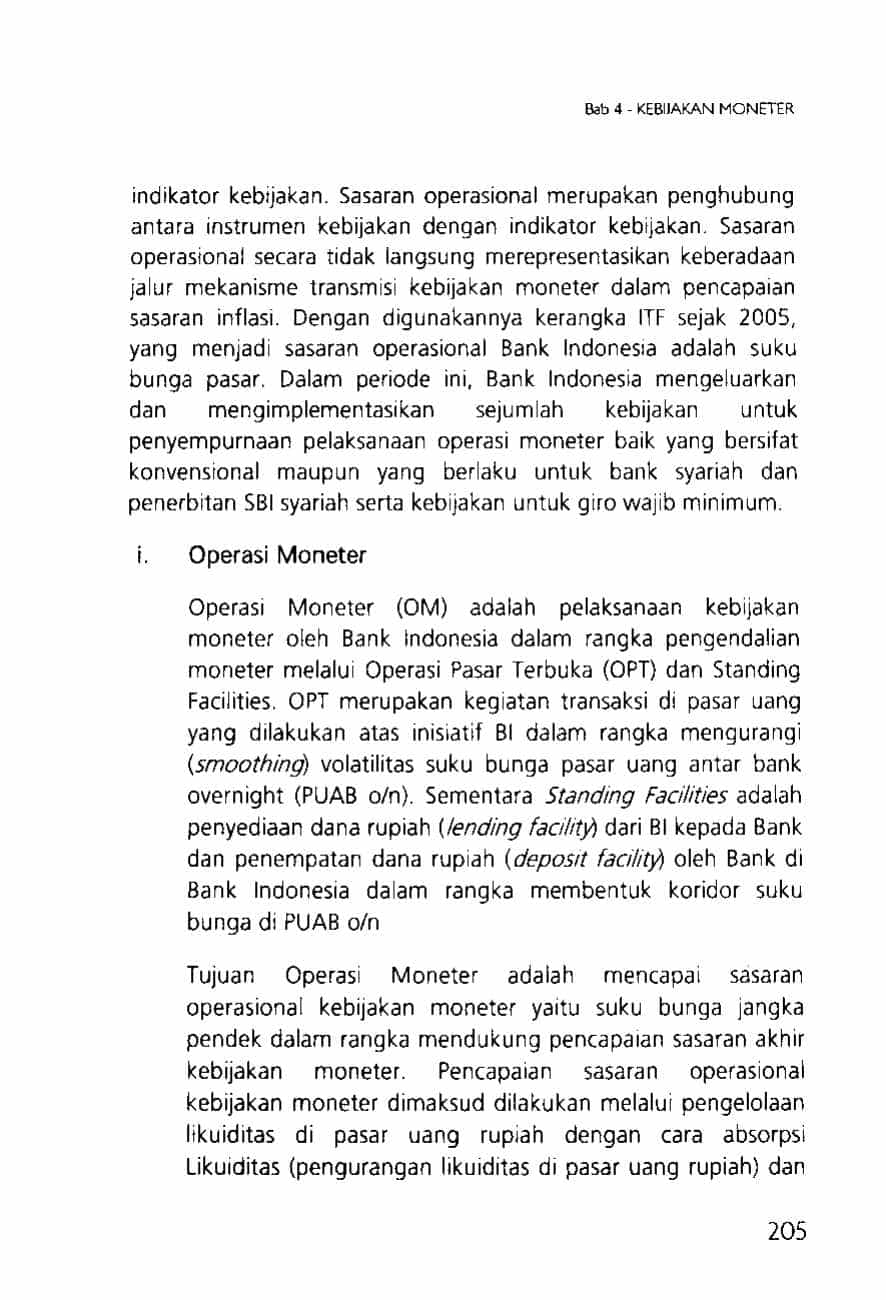 Bab 4 - KEBIJAKAN MONETER
indikator kebijakan. Sasaran operasional merupakan penghubung
antara instrumen kebijakan dengan indikator kebijakan. Sasaran
operasional secara tidak langsung merepresentasikan keberadaan
jalur mekanisme transmisi kebijakan moneter dalam pencapaian
sasaran inflasi. Dengan digunakannya kerangka ITF sejak 2005,
yang menjadi sasaran operasional Bank Indonesia adalah suku
bunga pasar. Dalam periode ini, Bank Indonesia mengeluarkan
dan mengimplementasikan sejumlah kebijakan untuk
penyempurnaan pelaksanaan operasi moneter baik yang bersifat
konvensional maupun yang berlaku untuk bank syariah dan
penerbitan SBI syariah serta kebijakan untuk giro wajib minimum.
i. Operasi Moneter
Operasi Moneter (OM) adalah pelaksanaan kebijakan
moneter oleh Bank Indonesia dalam rangka pengendalian
moneter melalui Operasi Pasar Terbuka (OPT) dan Standing
Facilities. OPT merupakan kegiatan transaksi di pasar uang
yang dilakukan atas inisiatif BI dalam rangka mengurangi
(smoothing) volatilitas suku bunga pasar uang antar bank
overnight (PUAB o/n). Sementara Standing Facilities adalah
penyediaan dana rupiah (lending facility) dari BI kepada Bank
dan penempatan dana rupiah (deposit facility) oleh Bank di
Bank Indonesia dalam rangka membentuk koridor suku
bunga di PUAB o/n
Tujuan Operasi Moneter adalah mencapai sasaran
operasional kebijakan moneter yaitu suku bunga jangka
pendek dalam rangka mendukung pencapaian sasaran akhir
kebijakan moneter. Pencapaian sasaran operasional
kebijakan moneter dimaksud dilakukan melalui pengelolaan
likuiditas di pasar uang rupiah dengan cara absorpsi
Likuiditas (pengurangan likuiditas di pasar uang rupiah) dan
205